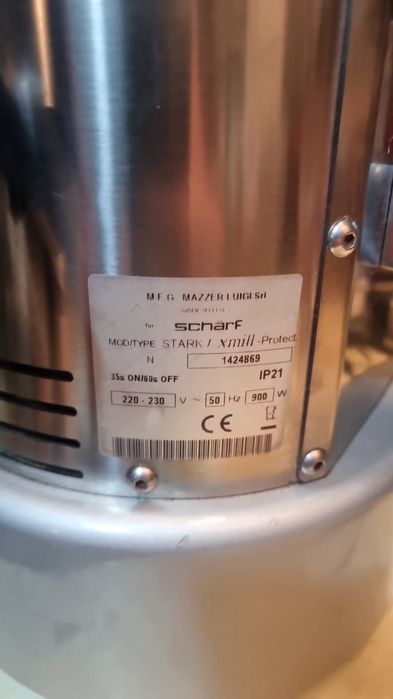 M.F.G. MAZZER LUIGI Srl
für scharf
MOD/TYPE STARK / xmill -Protect
N 1424869
35s ON/60s OFF IP21
220 - 230 V ~ 50 Hz 900 W
CE